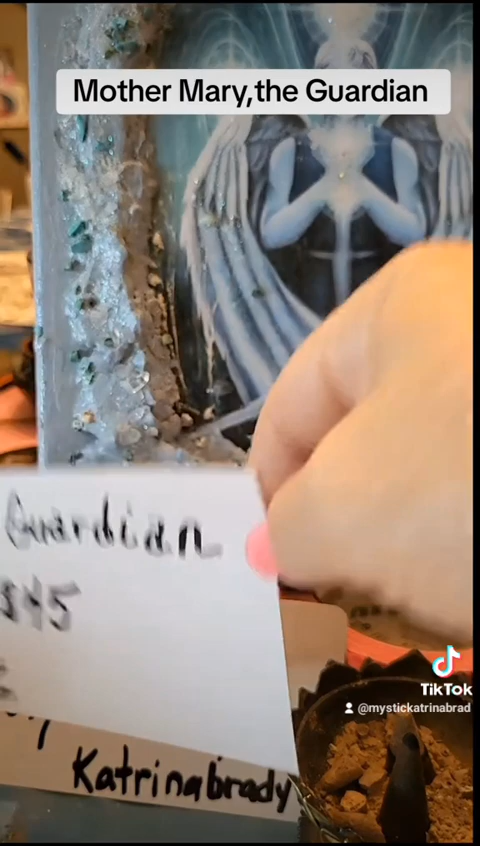 Mother Mary,the Guardian
Guardian
$45
TikTok
@mystickatrinabrad
Katrinabrady